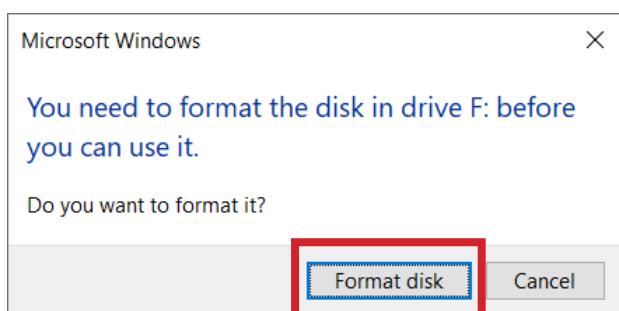 Microsoft Windows
You need to format the disk in drive F: before
you can use it.
Do you want to format it?
Format disk
Cancel